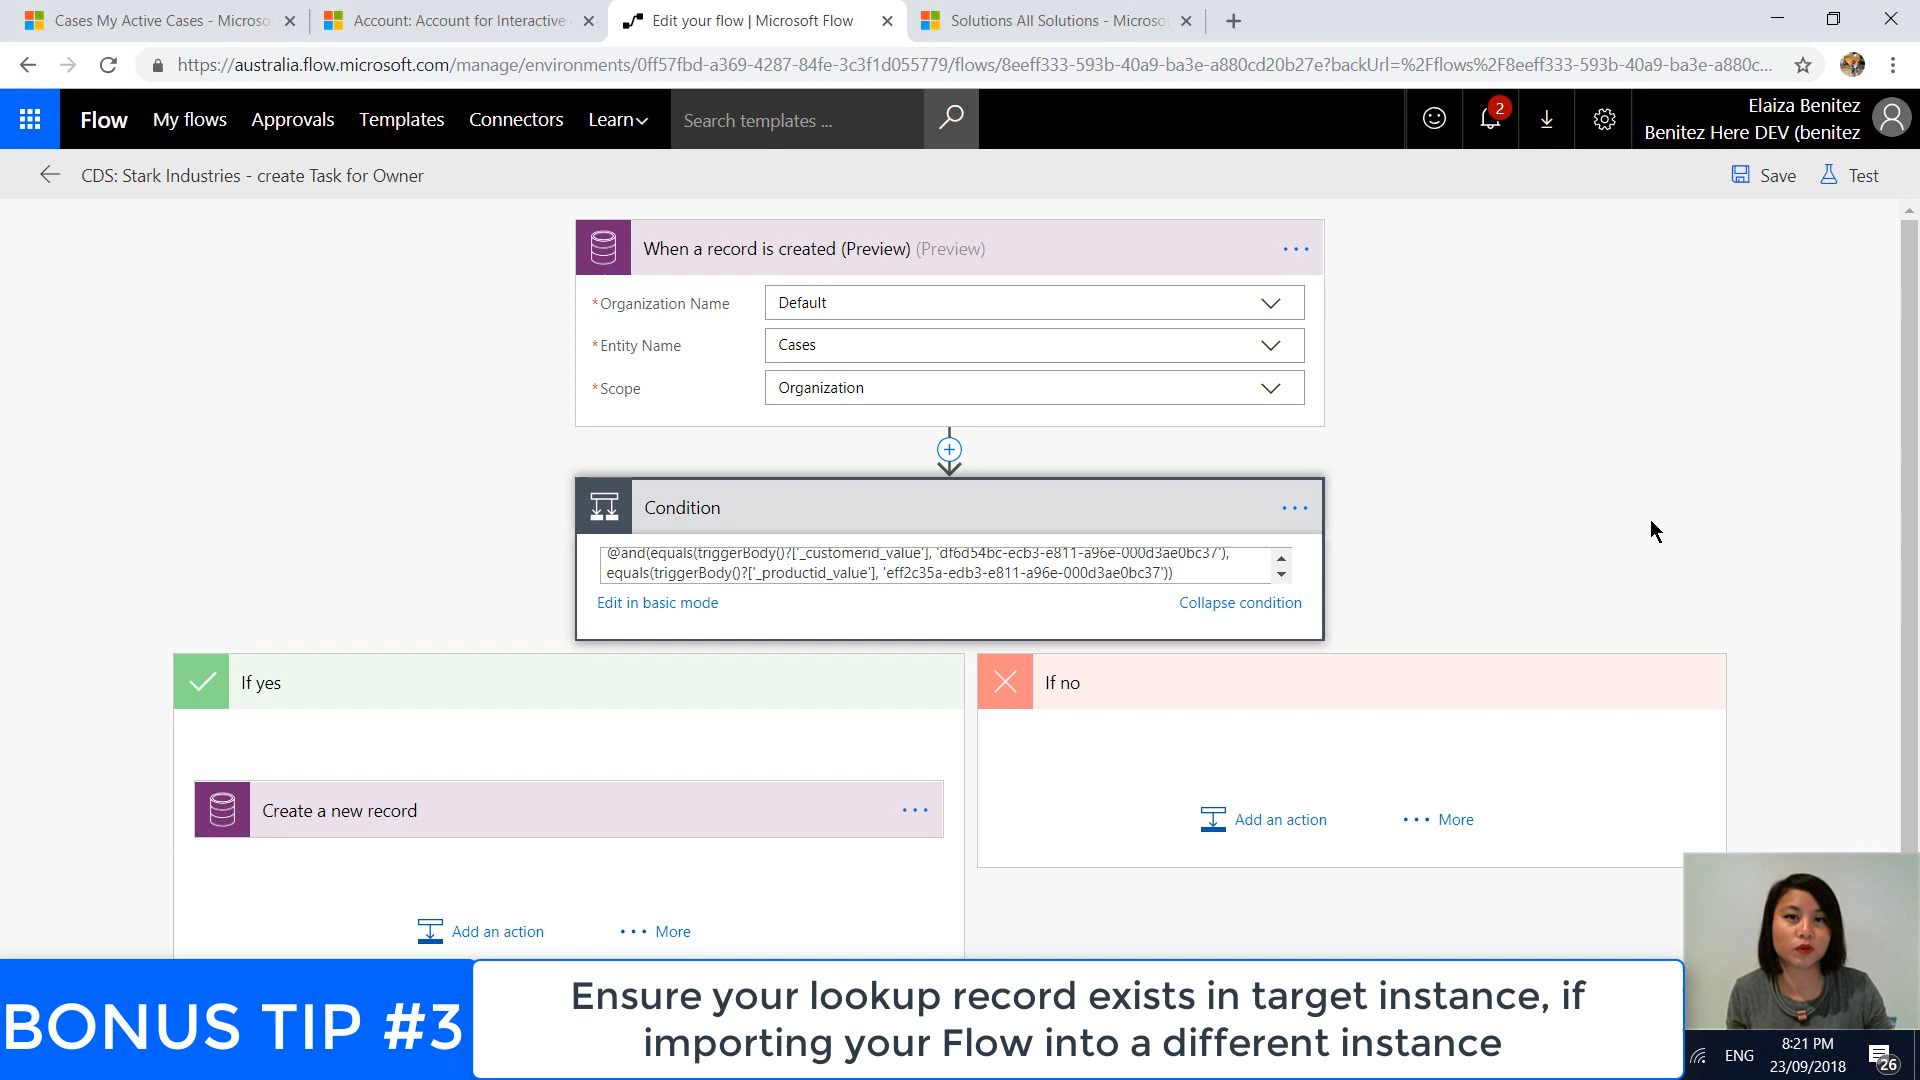 Cases My Active Cases - Microso
Account: Account for Interactive
Edit your flow | Microsoft Flow
Solutions All Solutions - Microso
https://australia.flow.microsoft.com/manage/environments/0ff57fbd-a369-4287-84fe-3c3f1d055779/flows/8eeff333-593b-40a9-ba3e-a880cd20b27e?backUrl=%2Fflows%2F8eeff333-593b-40a9-ba3e-a880c...
Flow My flows Approvals Templates Connectors Learn Search templates ... 2
Elaiza Benitez
Benitez Here DEV (benitez
CDS: Stark Industries - create Task for Owner
Save Test
When a record is created (Preview) (Preview)
*Organization Name Default
*Entity Name Cases
*Scope Organization
Condition
@and(equals(triggerBody()?['_customerid_value'], 'df6d54bc-ecb3-e811-a96e-000d3ae0bc37'),
equals(triggerBody()?['_productid_value'], 'eff2c35a-edb3-e811-a96e-000d3ae0bc37'))
Edit in basic mode Collapse condition
If yes
If no
Create a new record
Add an action More
Add an action More
BONUS TIP #3
Ensure your lookup record exists in target instance, if
importing your Flow into a different instance
ENG
8:21 PM
23/09/2018
26